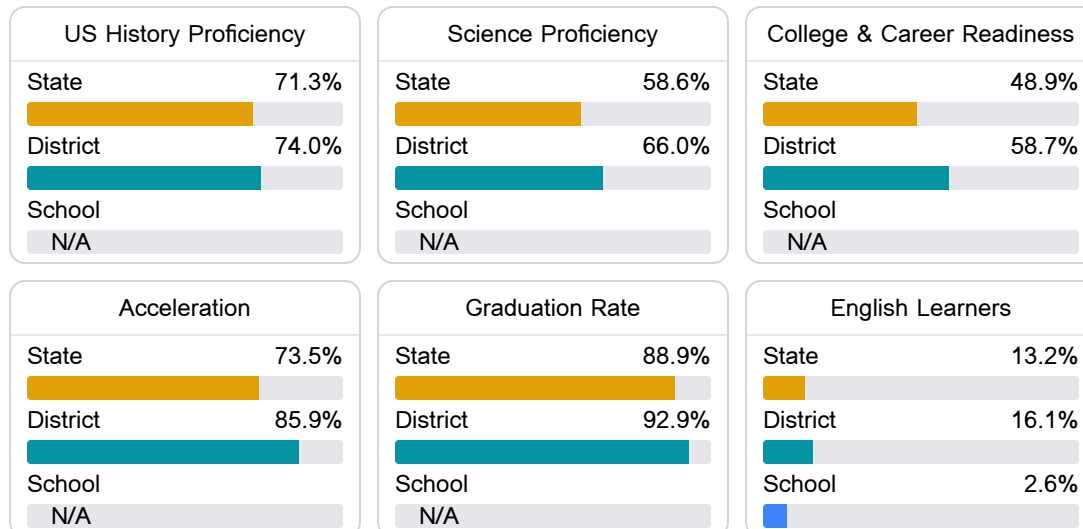 US History Proficiency
State 71.3%
District 74.0%
School
N/A
Science Proficiency
State 58.6%
District 66.0%
School
N/A
College & Career Readiness
State 48.9%
District 58.7%
School
N/A
Acceleration
State 73.5%
District 85.9%
School
N/A
Graduation Rate
State 88.9%
District 92.9%
School
N/A
English Learners
State 13.2%
District 16.1%
School 2.6%